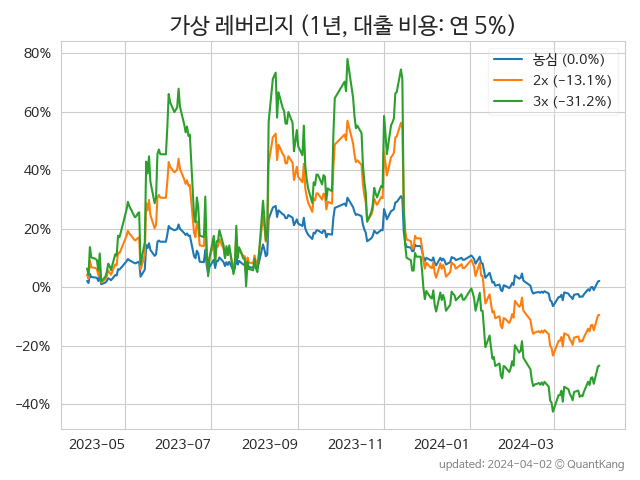 가상 레버리지 (1년, 대출 비용: 연 5%)
농심 (0.0%)
2x (−13.1%)
3x (−31.2%)
80%
60%
40%
20%
0%
−20%
−40%
2023-05
2023-07
2023-09
2023-11
2024-01
2024-03
updated: 2024-04-02 © QuantKang